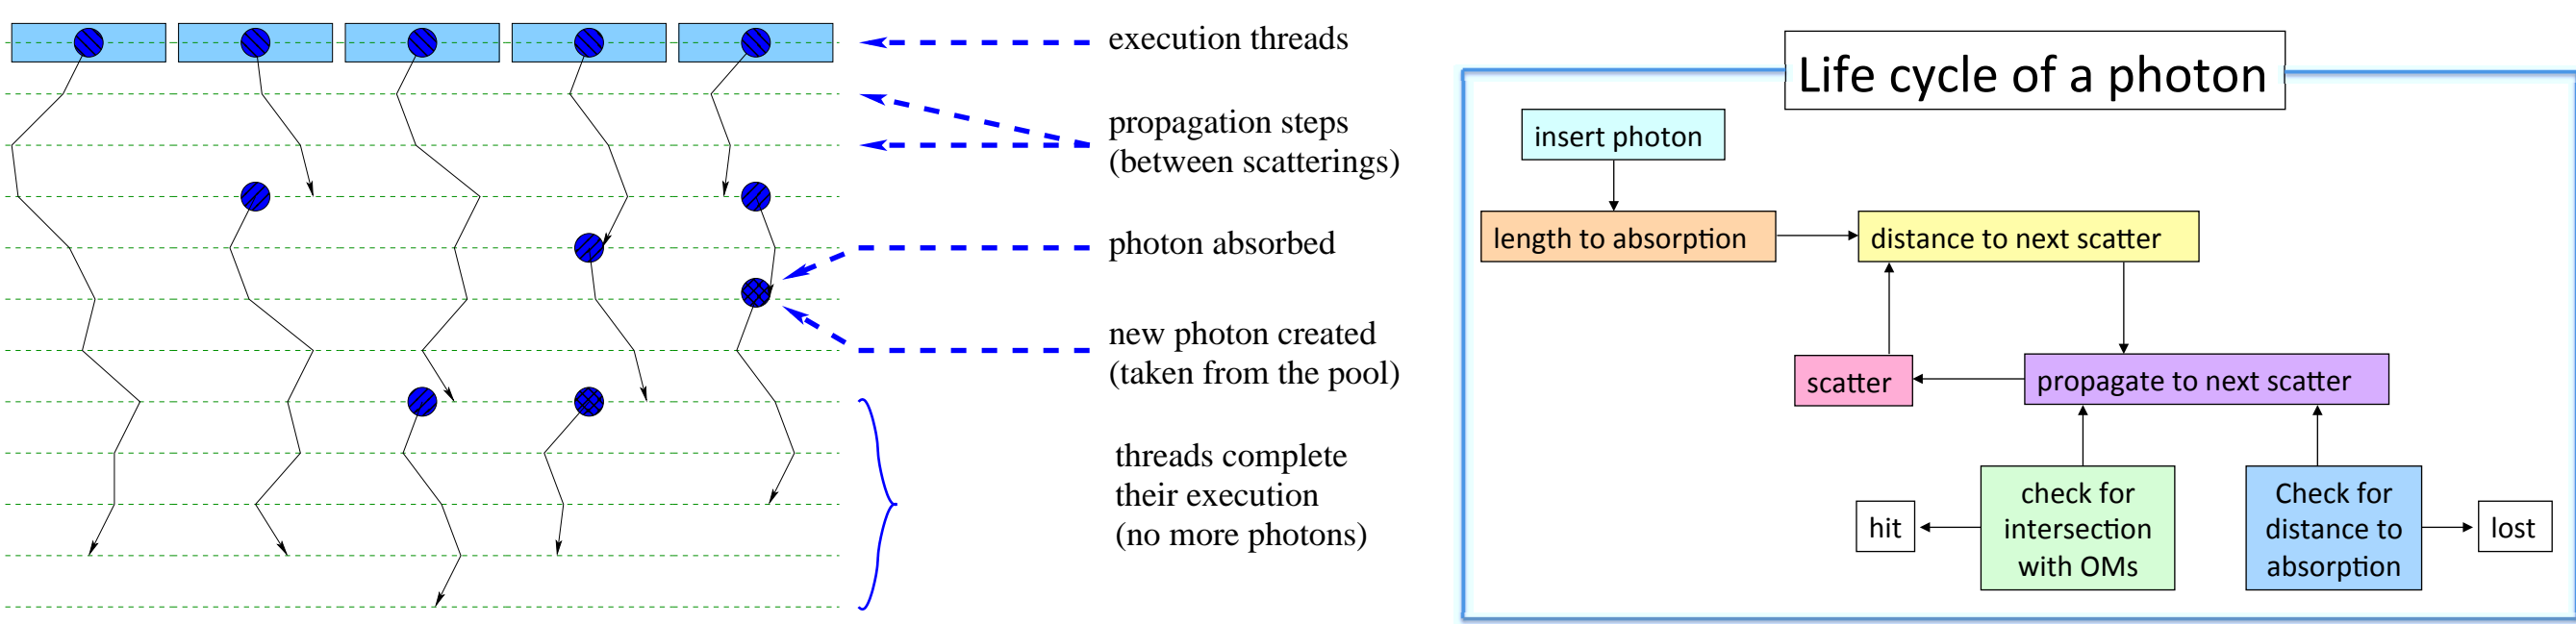 execution threads
propagation steps
(between scatterings)
photon absorbed
new photon created
(taken from the pool)
threads complete
their execution
(no more photons)
Life cycle of a photon
insert photon
length to absorption
distance to next scatter
scatter
propagate to next scatter
hit
check for
intersection
with OMs
Check for
distance to
absorption
lost